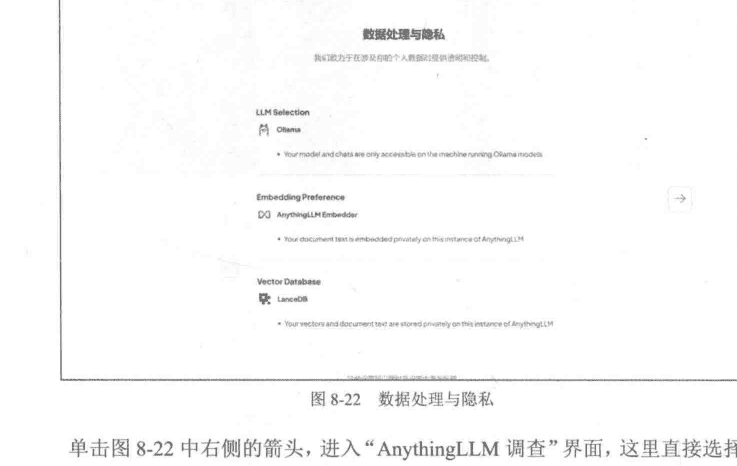 数据处理与隐私
我们致力于在涉及你的个人数据时提供透明和控制。
LLM Selection
Ollama
• Your model and chats are only accessible on the machine running Ollama models
Embedding Preference
AnythingLLM Embedder
• Your document text is embedded privately on this instance of AnythingLLM
Vector Database
LanceDB
• Your vectors and document text are stored privately on this instance of AnythingLLM
图 8-22 数据处理与隐私
单击图 8-22 中右侧的箭头，进入“AnythingLLM 调查”界面，这里直接选择